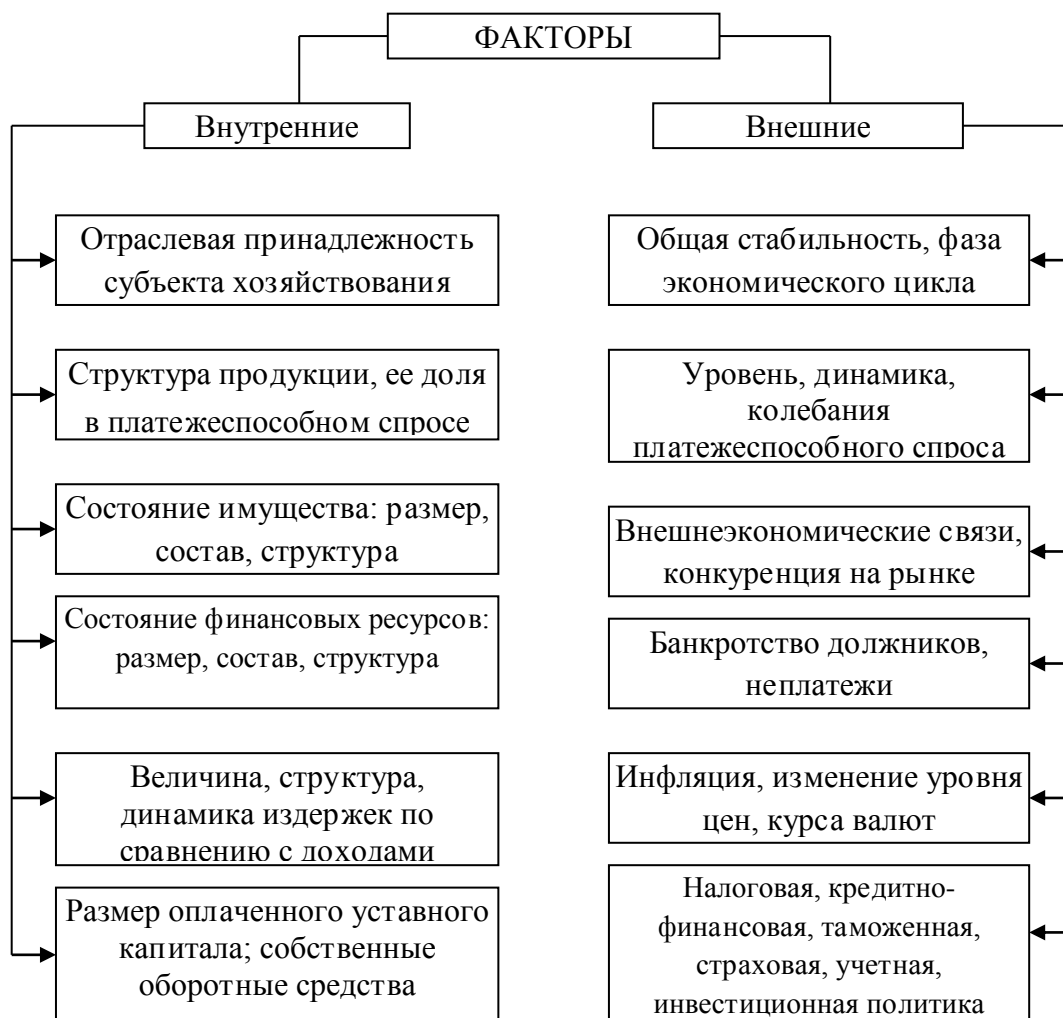 ФАКТОРЫ
Внутренние
Внешние
Отраслевая принадлежность
субъекта хозяйствования
Структура продукции, ее доля
в платежеспособном спросе
Состояние имущества: размер,
состав, структура
Состояние финансовых ресурсов:
размер, состав, структура
Величина, структура,
динамика издержек по
сравнению с доходами
Размер оплаченного уставного
капитала; собственные
оборотные средства
Общая стабильность, фаза
экономического цикла
Уровень, динамика,
колебания
платежеспособного спроса
Внешнеэкономические связи,
конкуренция на рынке
Банкротство должников,
неплатежи
Инфляция, изменение уровня
цен, курса валют
Налоговая, кредитно-
финансовая, таможенная,
страховая, учетная,
инвестиционная политика